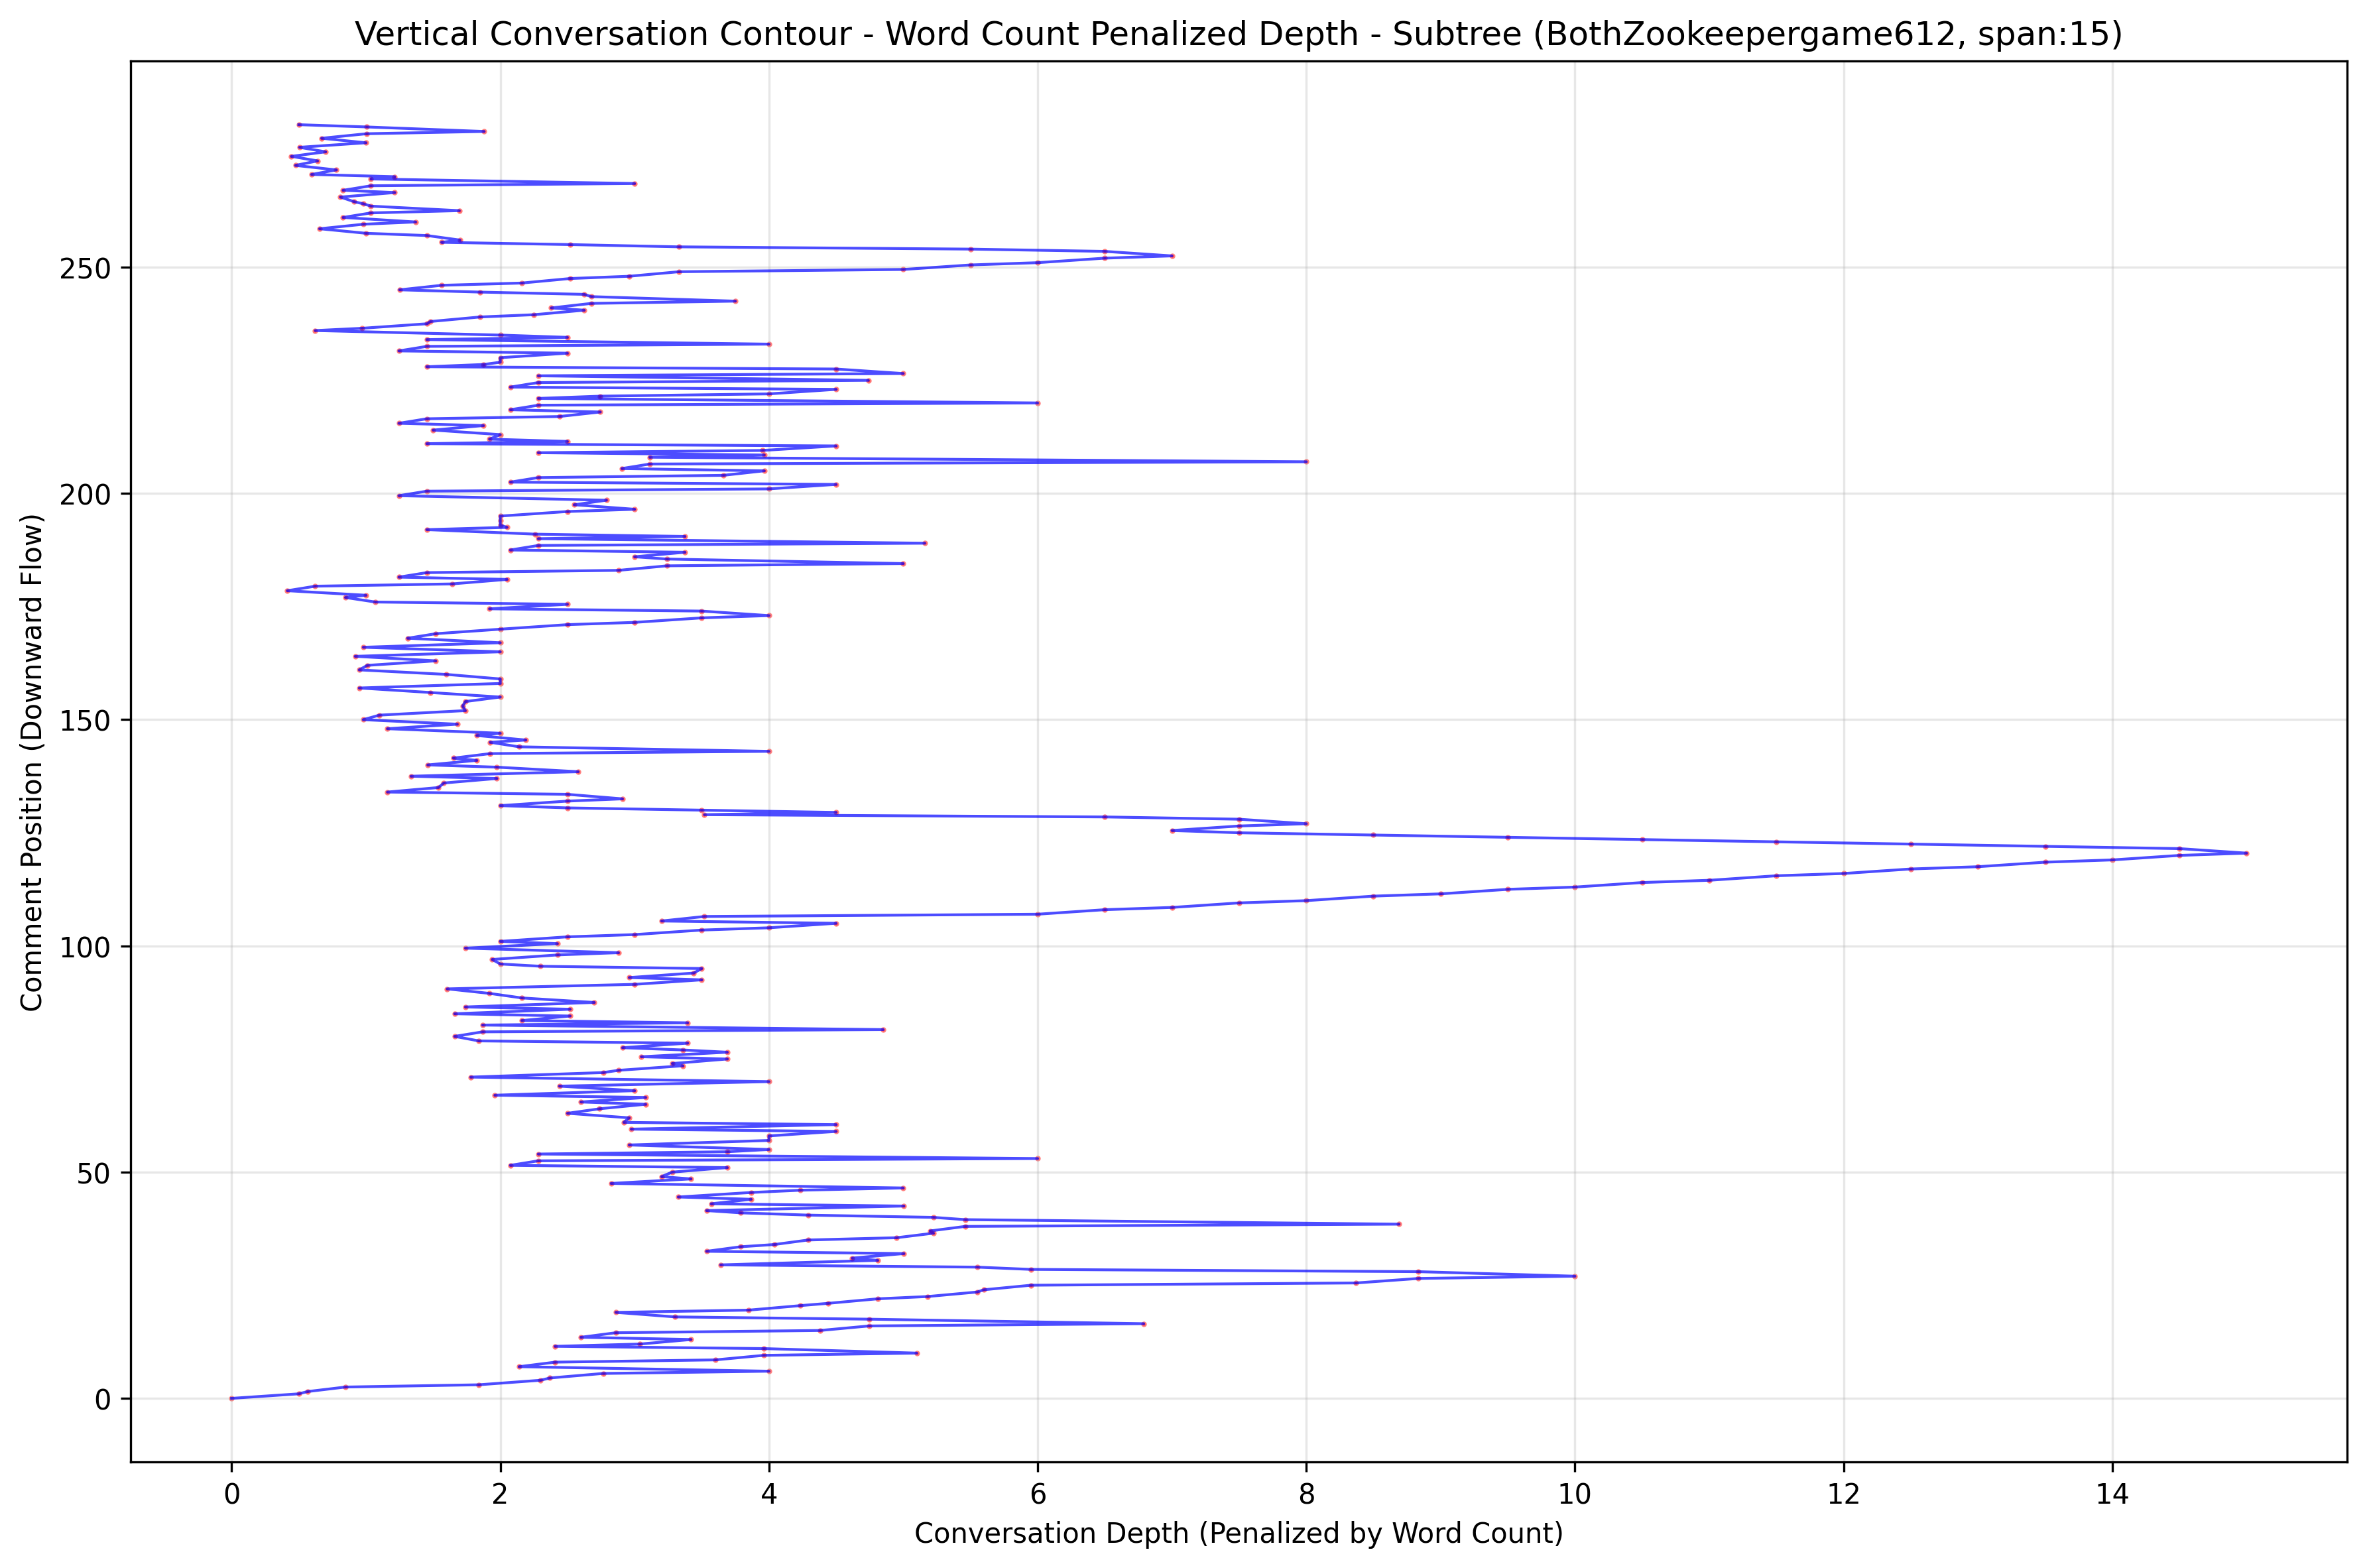 Vertical Conversation Contour - Word Count Penalized Depth - Subtree (BothZookeepergame612, span:15)
Comment Position (Downward Flow)
250
200
150
100
50
0
0 2 4 6 8 10 12 14
Conversation Depth (Penalized by Word Count)